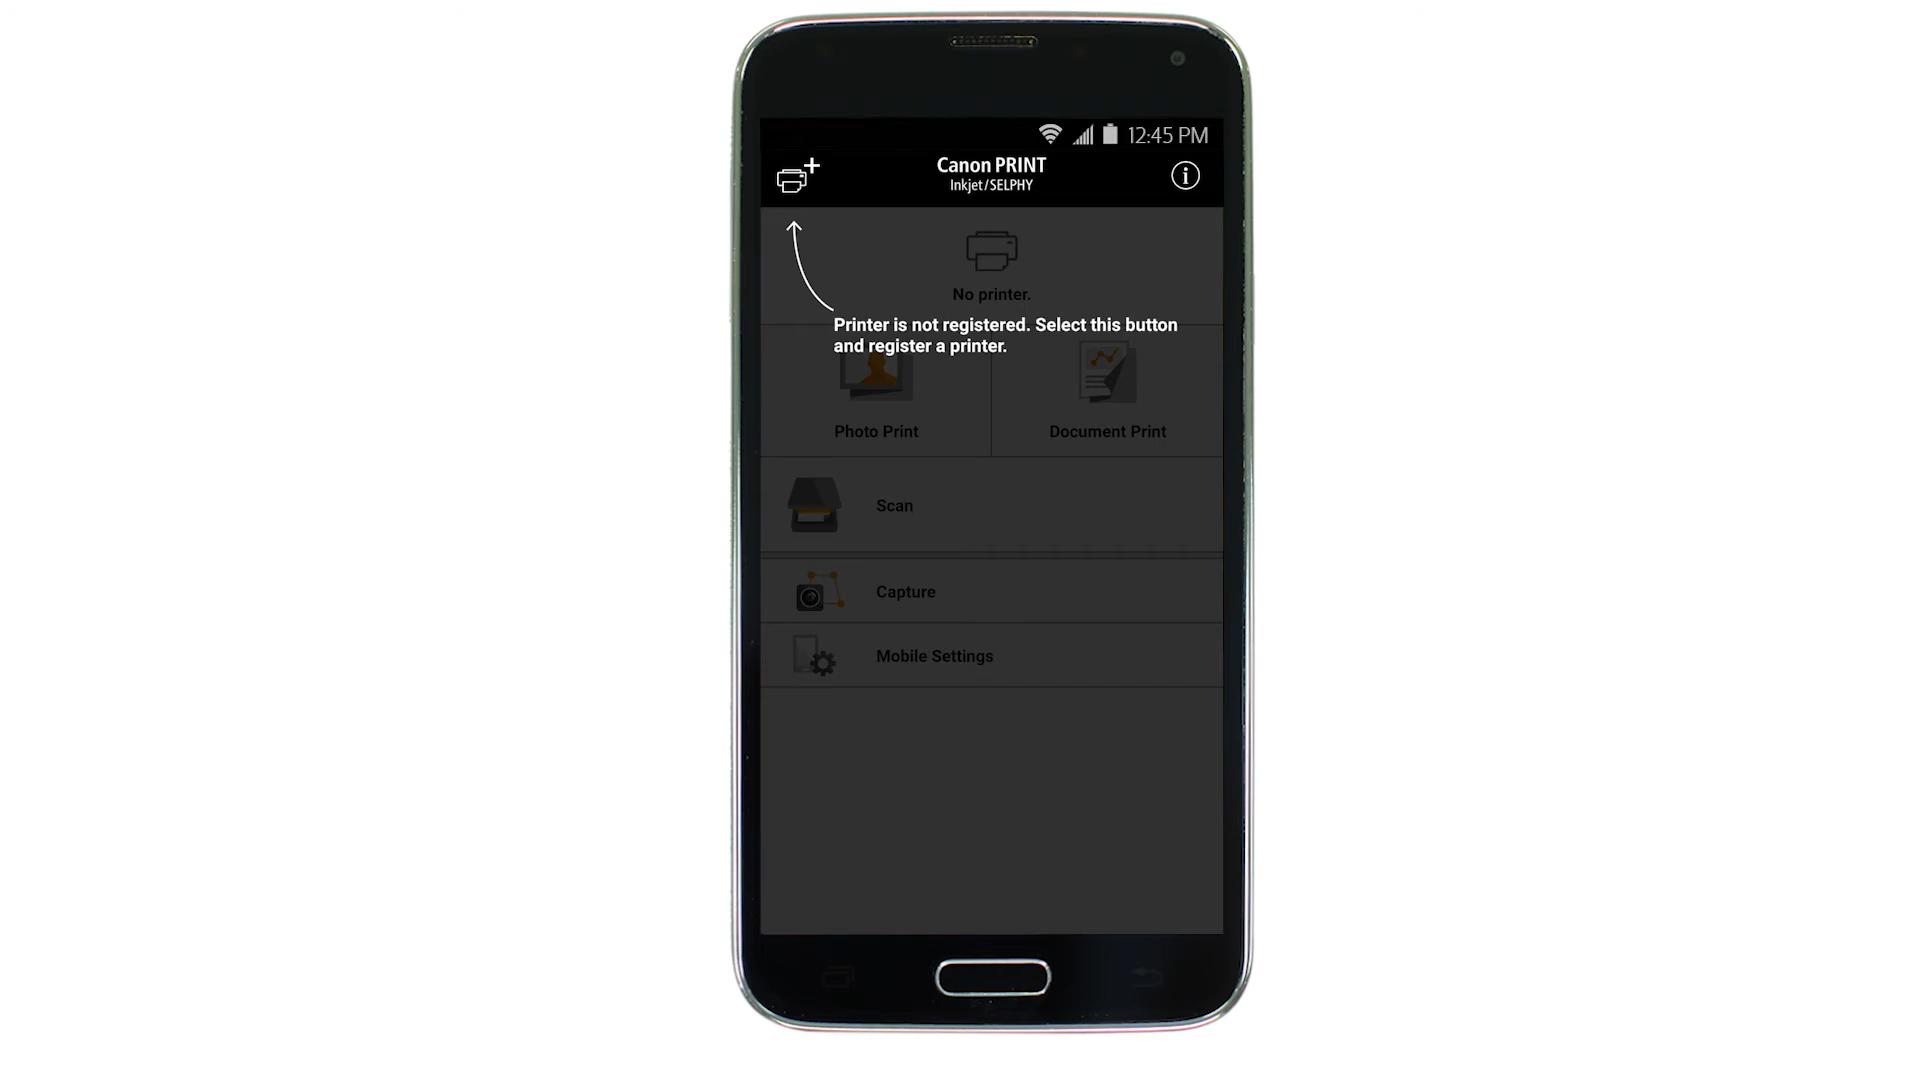 12:45 PM
Canon PRINT
Inkjet/SELPHY
No printer.
Printer is not registered. Select this button
and register a printer.
Photo Print
Document Print
Scan
Capture
Mobile Settings